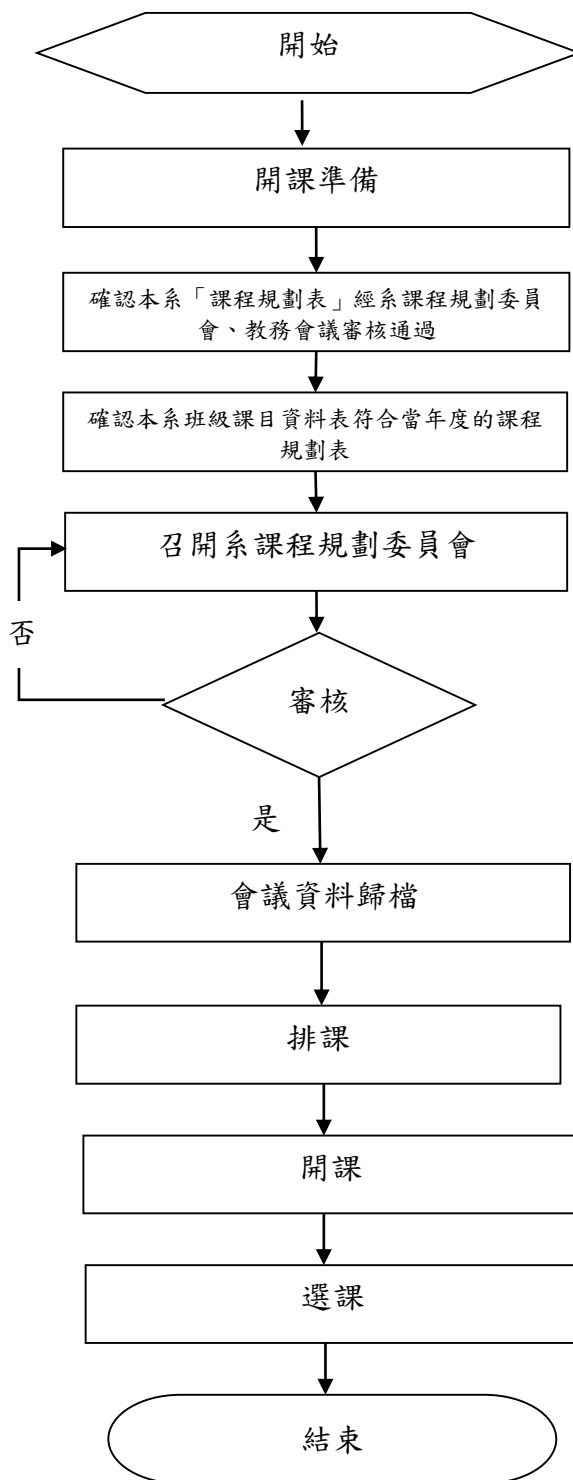 開始
開課準備
確認本系「課程規劃表」經系課程規劃委員
會、教務會議審核通過
確認本系班級課目資料表符合當年度的課程
規劃表
召開系課程規劃委員會
否
審核
是
會議資料歸檔
排課
開課
選課
結束